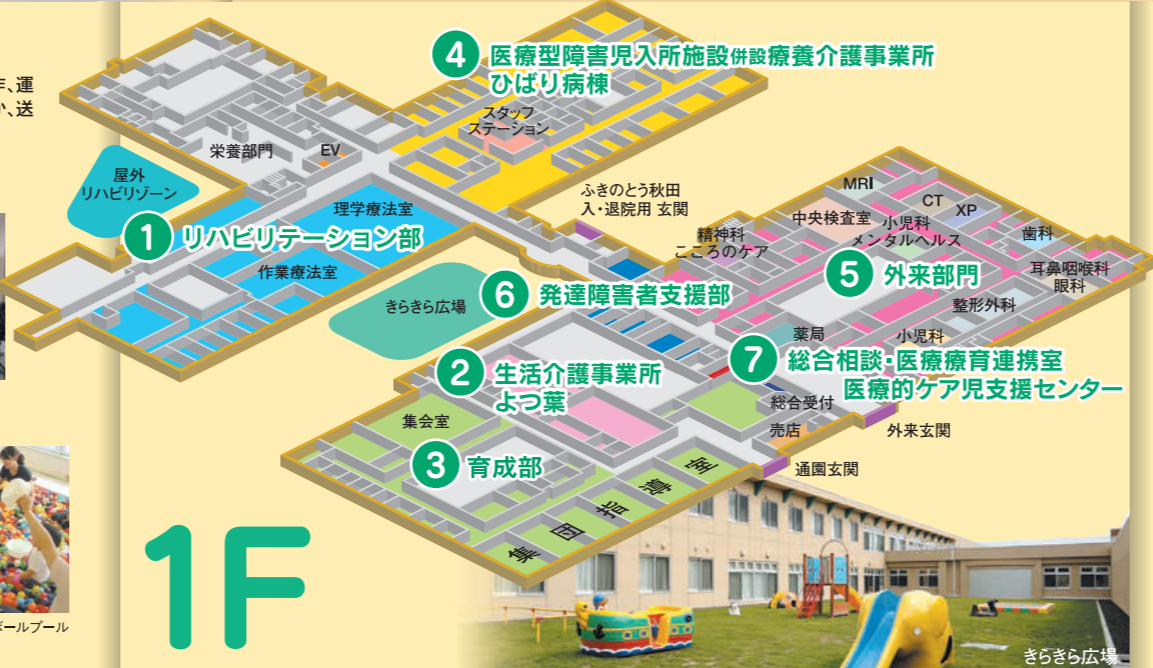 、運
、送
4 医療型障害児入所施設併設療養介護事業所
ひばり病棟
スタッフ
ステーション
栄養部門
EV
屋外
リハビリゾーン
理学療法室
1 リハビリテーション部
作業療法室
ふきのとう秋田
入・退院用 玄関
精神科
こころのケア
MRI
CT
XP
中央検査室
小児科
メンタルヘルス
歯科
5 外来部門
耳鼻咽喉科
眼科
整形外科
小児科
薬局
きらきら広場
6 発達障害者支援部
2 生活介護事業所
よつ葉
7 総合相談・医療療育連携室
医療的ケア児支援センター
総合受付
売店
外来玄関
通園玄関
集会室
3 育成部
集団指導室
1F
ボールプール
きらきら広場